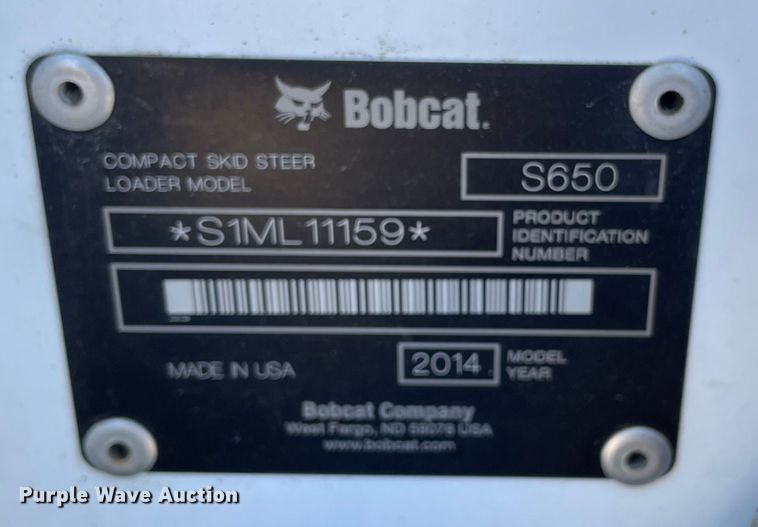 Bobcat.
COMPACT SKID STEER
LOADER MODEL
S650
*S1ML11159*
PRODUCT
IDENTIFICATION
NUMBER
MADE IN USA
2014
MODEL
YEAR
Bobcat Company
West Fargo, ND 58078 USA
www.bobcat.com
Purple Wave Auction